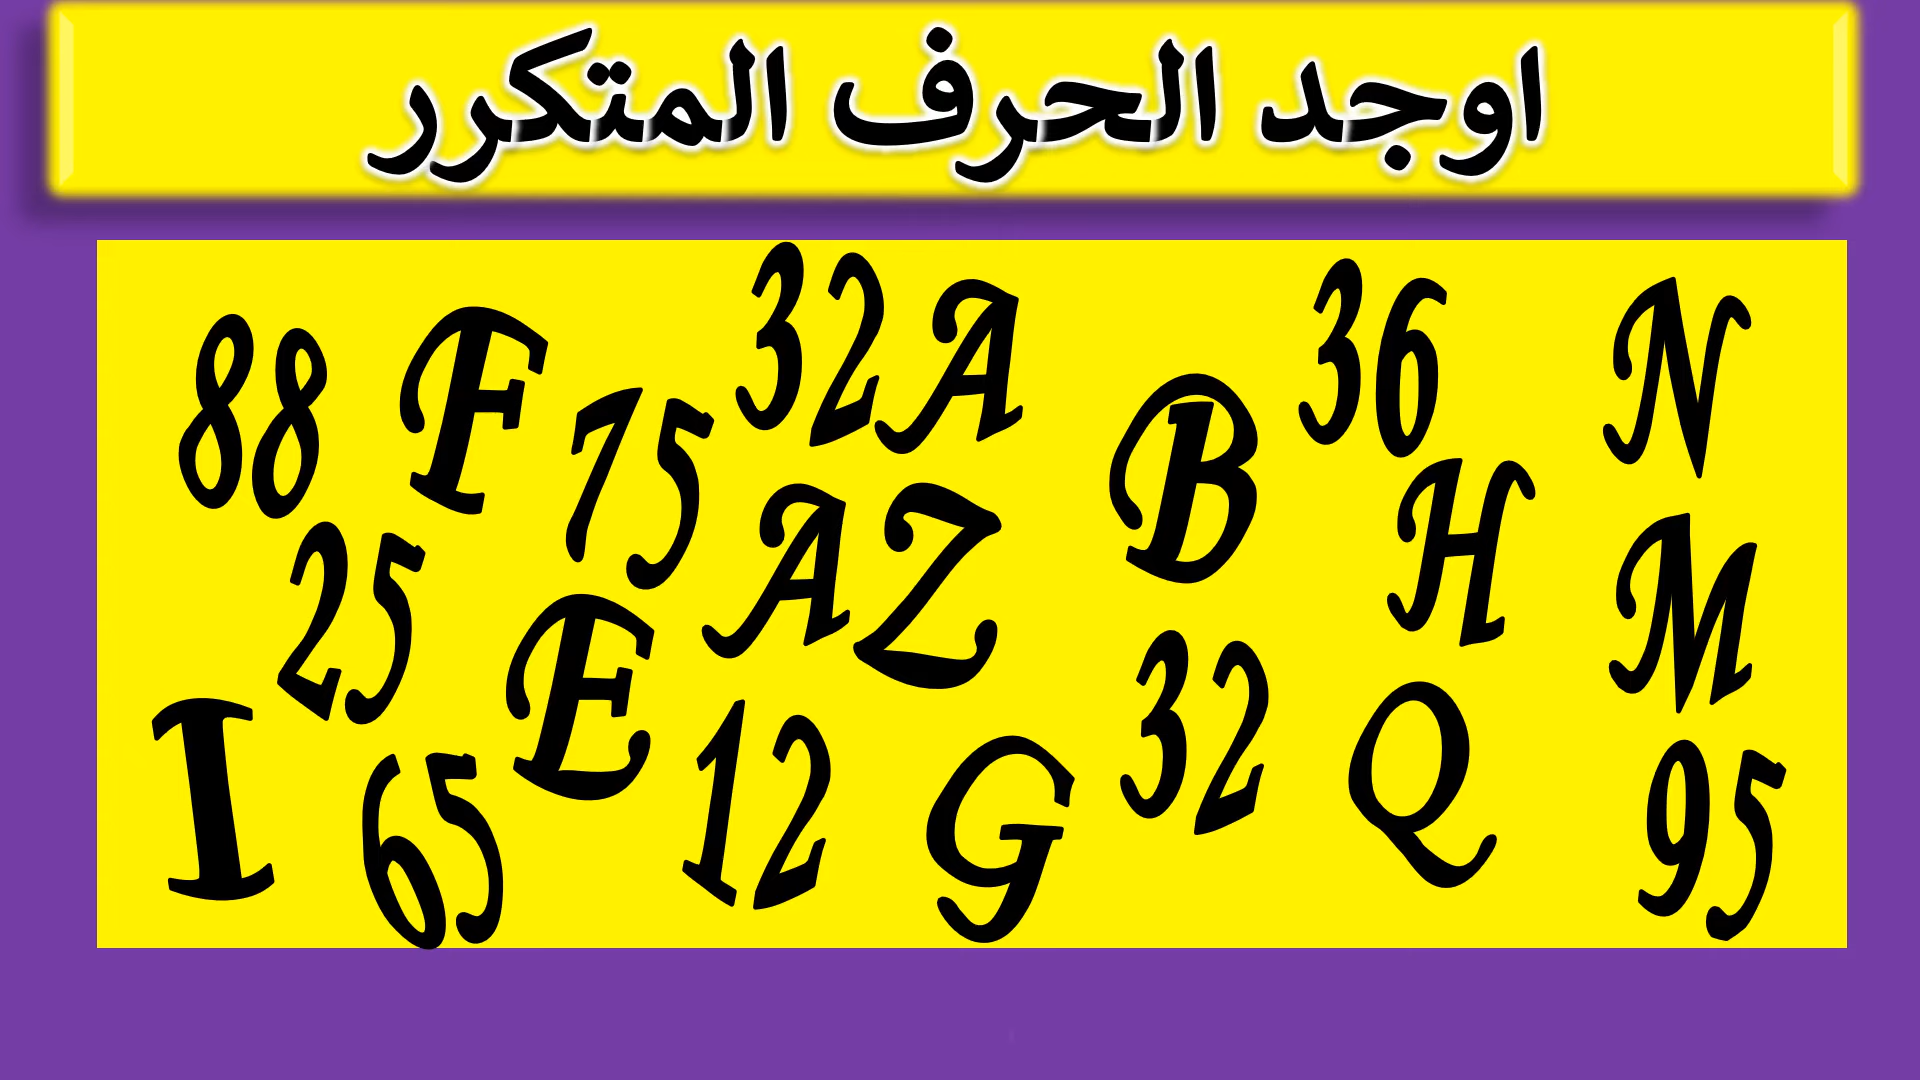 اوجد الحرف المتكرر
88 F 32 A 36 N
75 B
25 A Z H M
E 32
I 65 12 G Q 95